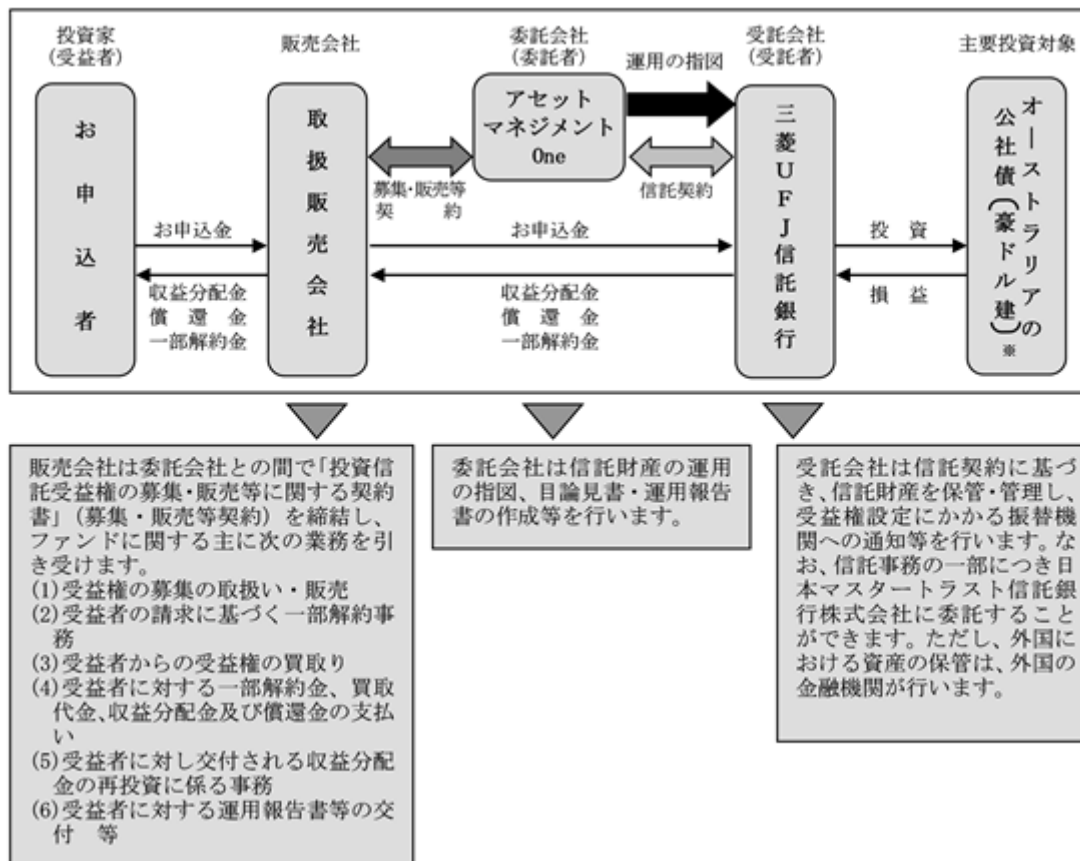 投資家
(受益者)
販売会社
委託会社
(委託者)
受託会社
(受託者)
主要投資対象
お申込者
取扱販売会社
アセット
マネジメント
One
運用の指図
三菱UFJ信託銀行
オーストラリアの
公社債(豪ドル建)※
募集・販売等
契　約
信託契約
お申込金
収益分配金
償　還　金
一部解約金
お申込金
収益分配金
償　還　金
一部解約金
投　資
損　益
販売会社は委託会社との間で「投資信
託受益権の募集・販売等に関する契約
書」(募集・販売等契約)を締結し、
ファンドに関する主に次の業務を引
き受けます。
(1)受益権の募集の取扱い・販売
(2)受益者の請求に基づく一部解約事
務
(3)受益者からの受益権の買取り
(4)受益者に対する一部解約金、買取
代金、収益分配金及び償還金の支払
い
(5)受益者に対し交付される収益分配
金の再投資に係る事務
(6)受益者に対する運用報告書等の交
付　等
委託会社は信託財産の運用
の指図、目論見書・運用報告
書の作成等を行います。
受託会社は信託契約に基づ
き、信託財産を保管・管理し、
受益権設定にかかる振替機
関への通知等を行います。な
お、信託事務の一部につき日
本マスタートラスト信託銀
行株式会社に委託すること
ができます。ただし、外国に
おける資産の保管は、外国の
金融機関が行います。